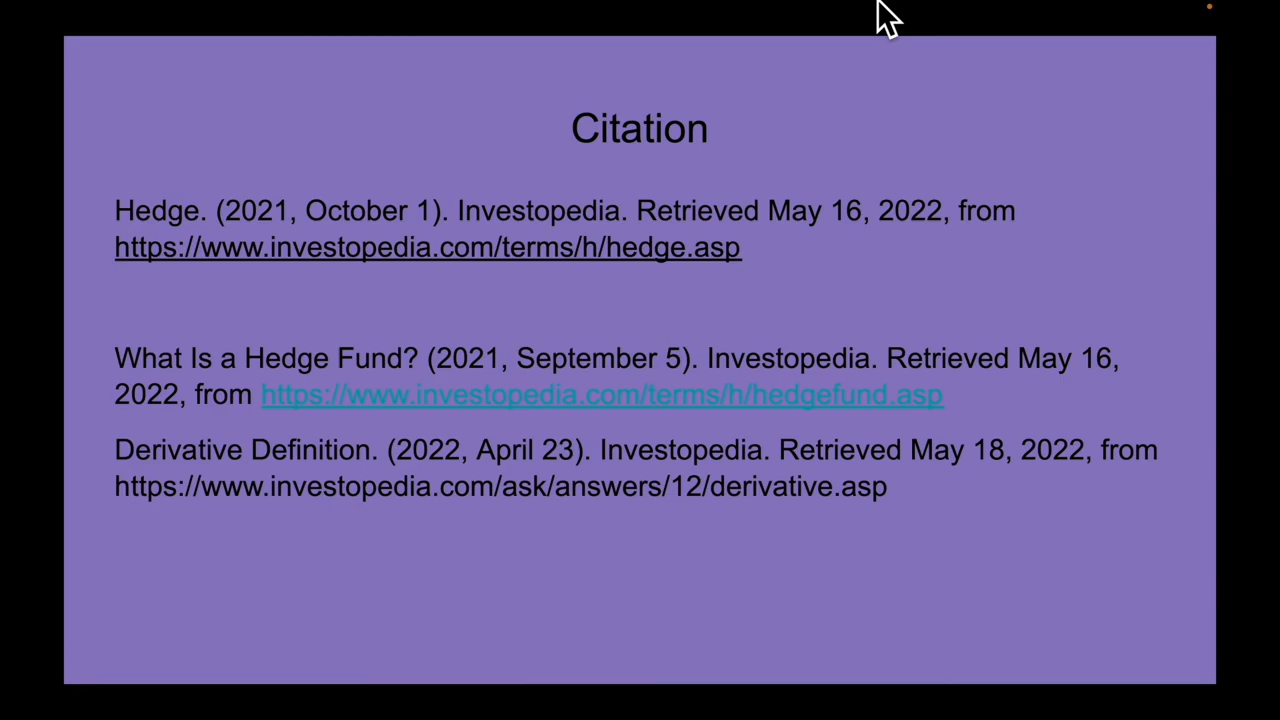 Citation
Hedge. (2021, October 1). Investopedia. Retrieved May 16, 2022, from
https://www.investopedia.com/terms/h/hedge.asp
What Is a Hedge Fund? (2021, September 5). Investopedia. Retrieved May 16,
2022, from https://www.investopedia.com/terms/h/hedgefund.asp
Derivative Definition. (2022, April 23). Investopedia. Retrieved May 18, 2022, from
https://www.investopedia.com/ask/answers/12/derivative.asp